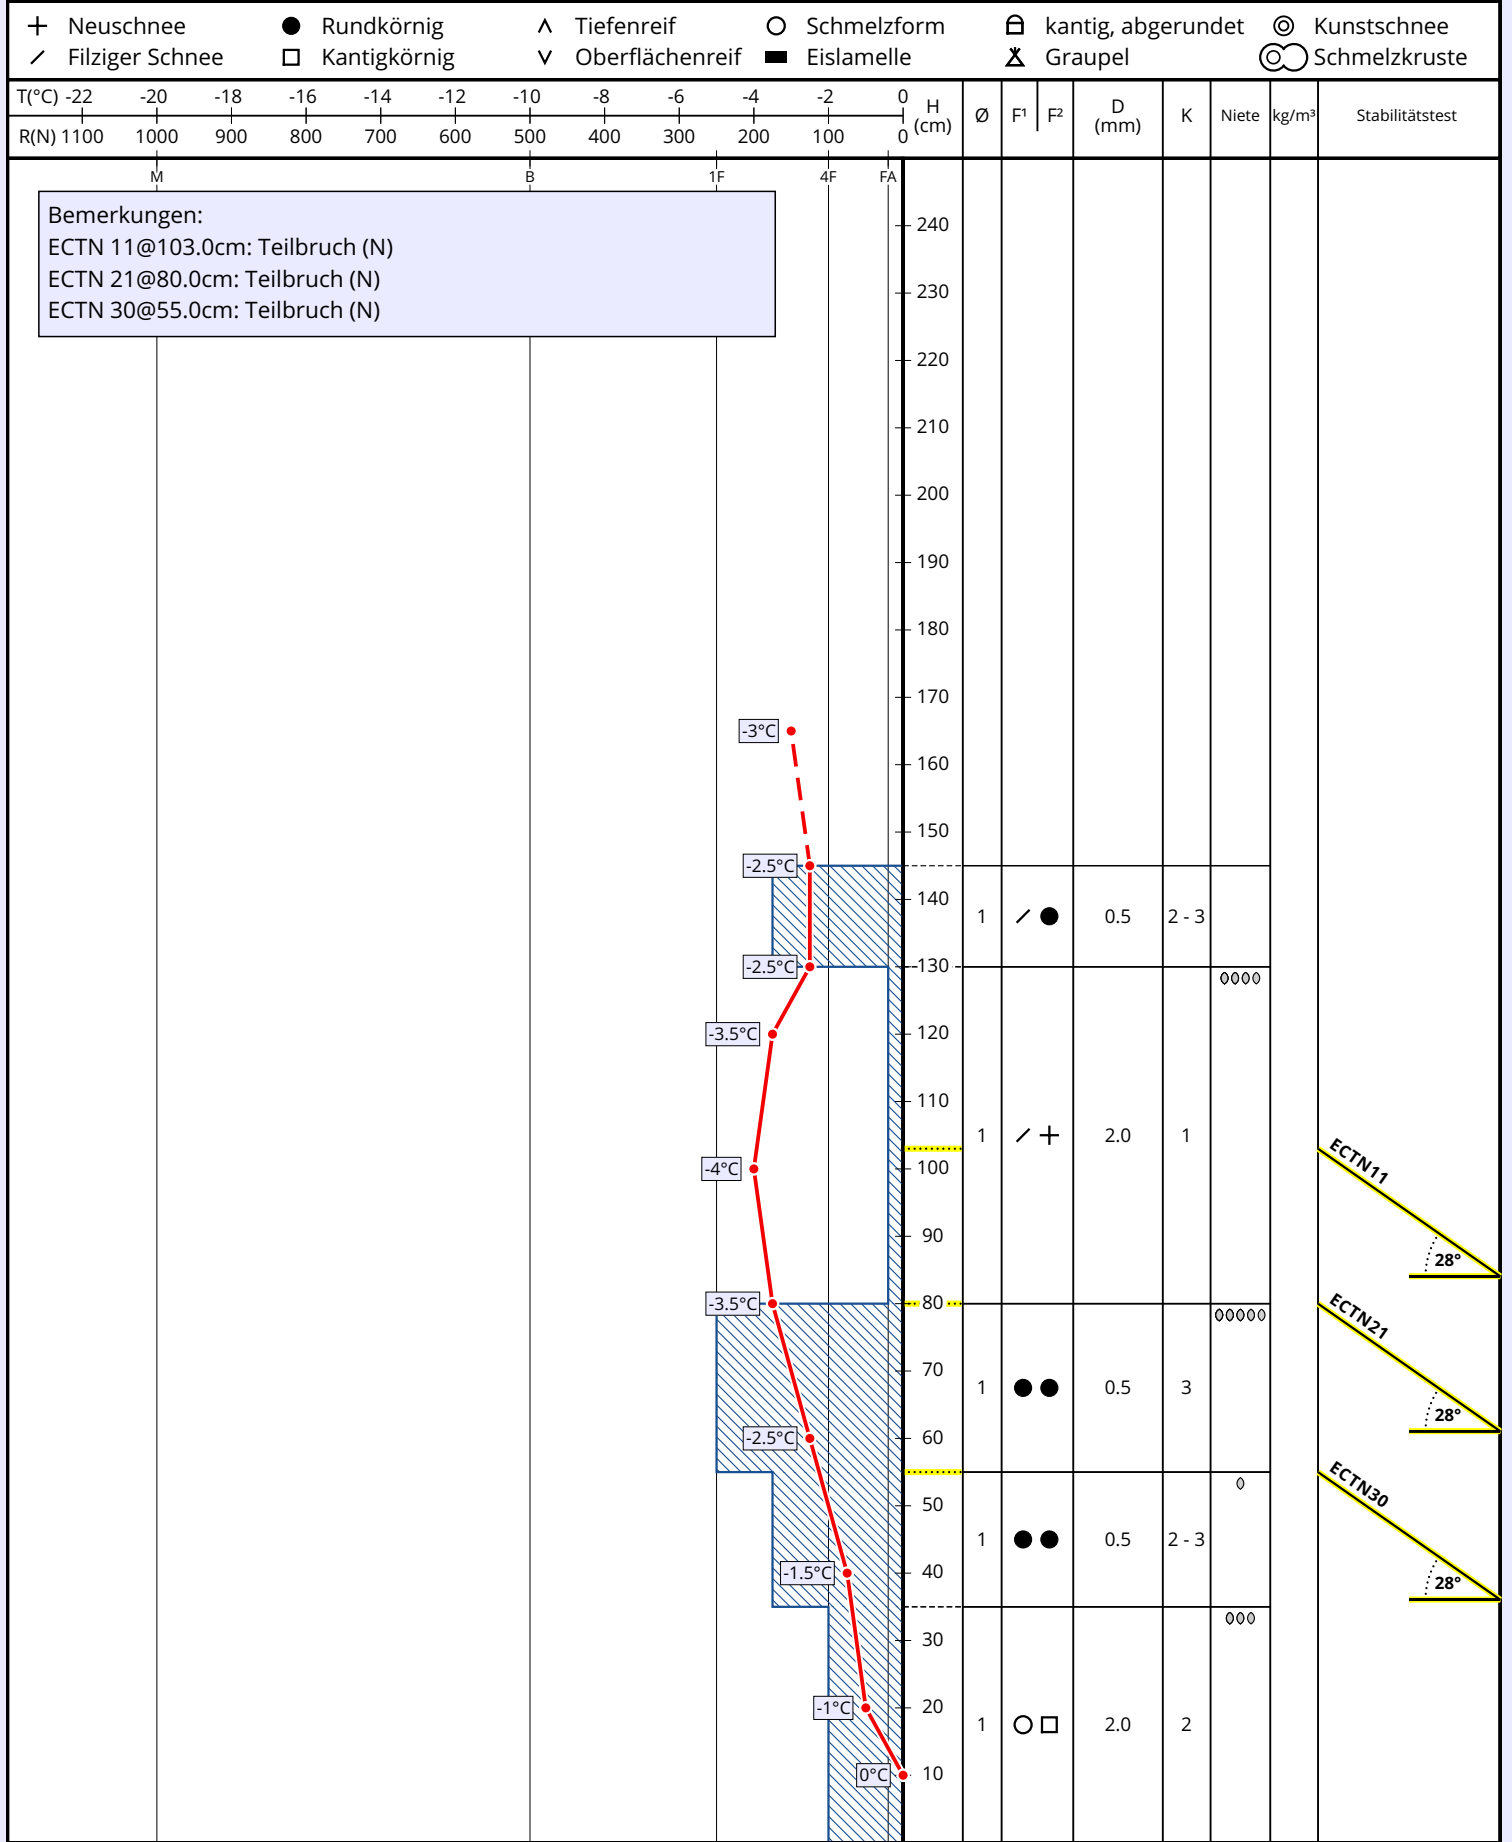 Neuschnee Rundkörnig Tiefenreif Schmelzform kantig, abgerundet Kunstschnee
Filziger Schnee Kantigkörnig Oberflächenreif Eislamelle Graupel Schmelzkruste
T(°C) -22 -20 -18 -16 -14 -12 -10 -8 -6 -4 -2 0
H (cm) Ø F¹ F² D (mm) K Niete kg/m³ Stabilitätstest
R(N) 1100 1000 900 800 700 600 500 400 300 200 100 0
M B 1F 4F FA
Bemerkungen:
ECTN 11@103.0cm: Teilbruch (N)
ECTN 21@80.0cm: Teilbruch (N)
ECTN 30@55.0cm: Teilbruch (N)
240
230
220
210
200
190
180
170
-3°C
160
150
-2.5°C
140
1 0.5 2 - 3
-2.5°C 130
120
-3.5°C
110
1 2.0 1
ECTN11
-4°C 100
90
28°
-3.5°C 80
ECTN21
70
1 0.5 3
28°
-2.5°C 60
ECTN30
50
1 0.5 2 - 3
-1.5°C 40
28°
30
-1°C 20
1 2.0 2
0°C 10